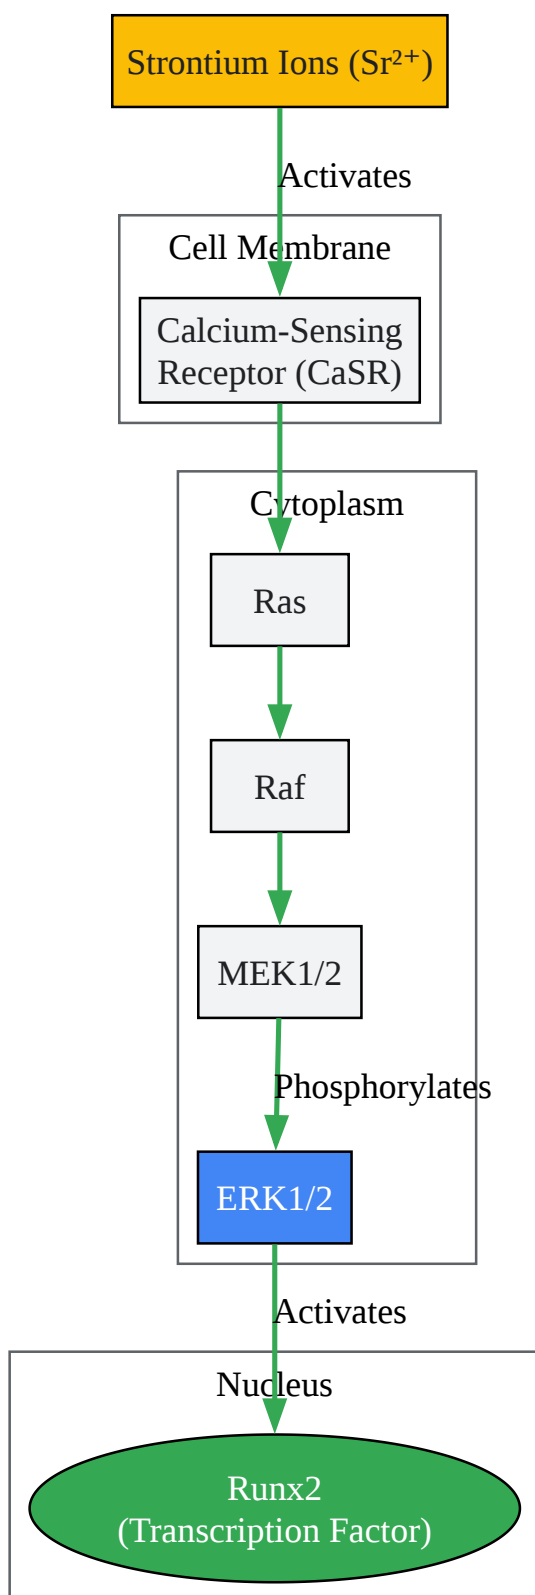 Strontium Ions (Sr²⁺)
Activates
Cell Membrane
Calcium-Sensing
Receptor (CaSR)
Cytoplasm
Ras
Raf
MEK1/2
Phosphorylates
ERK1/2
Activates
Nucleus
Runx2
(Transcription Factor)